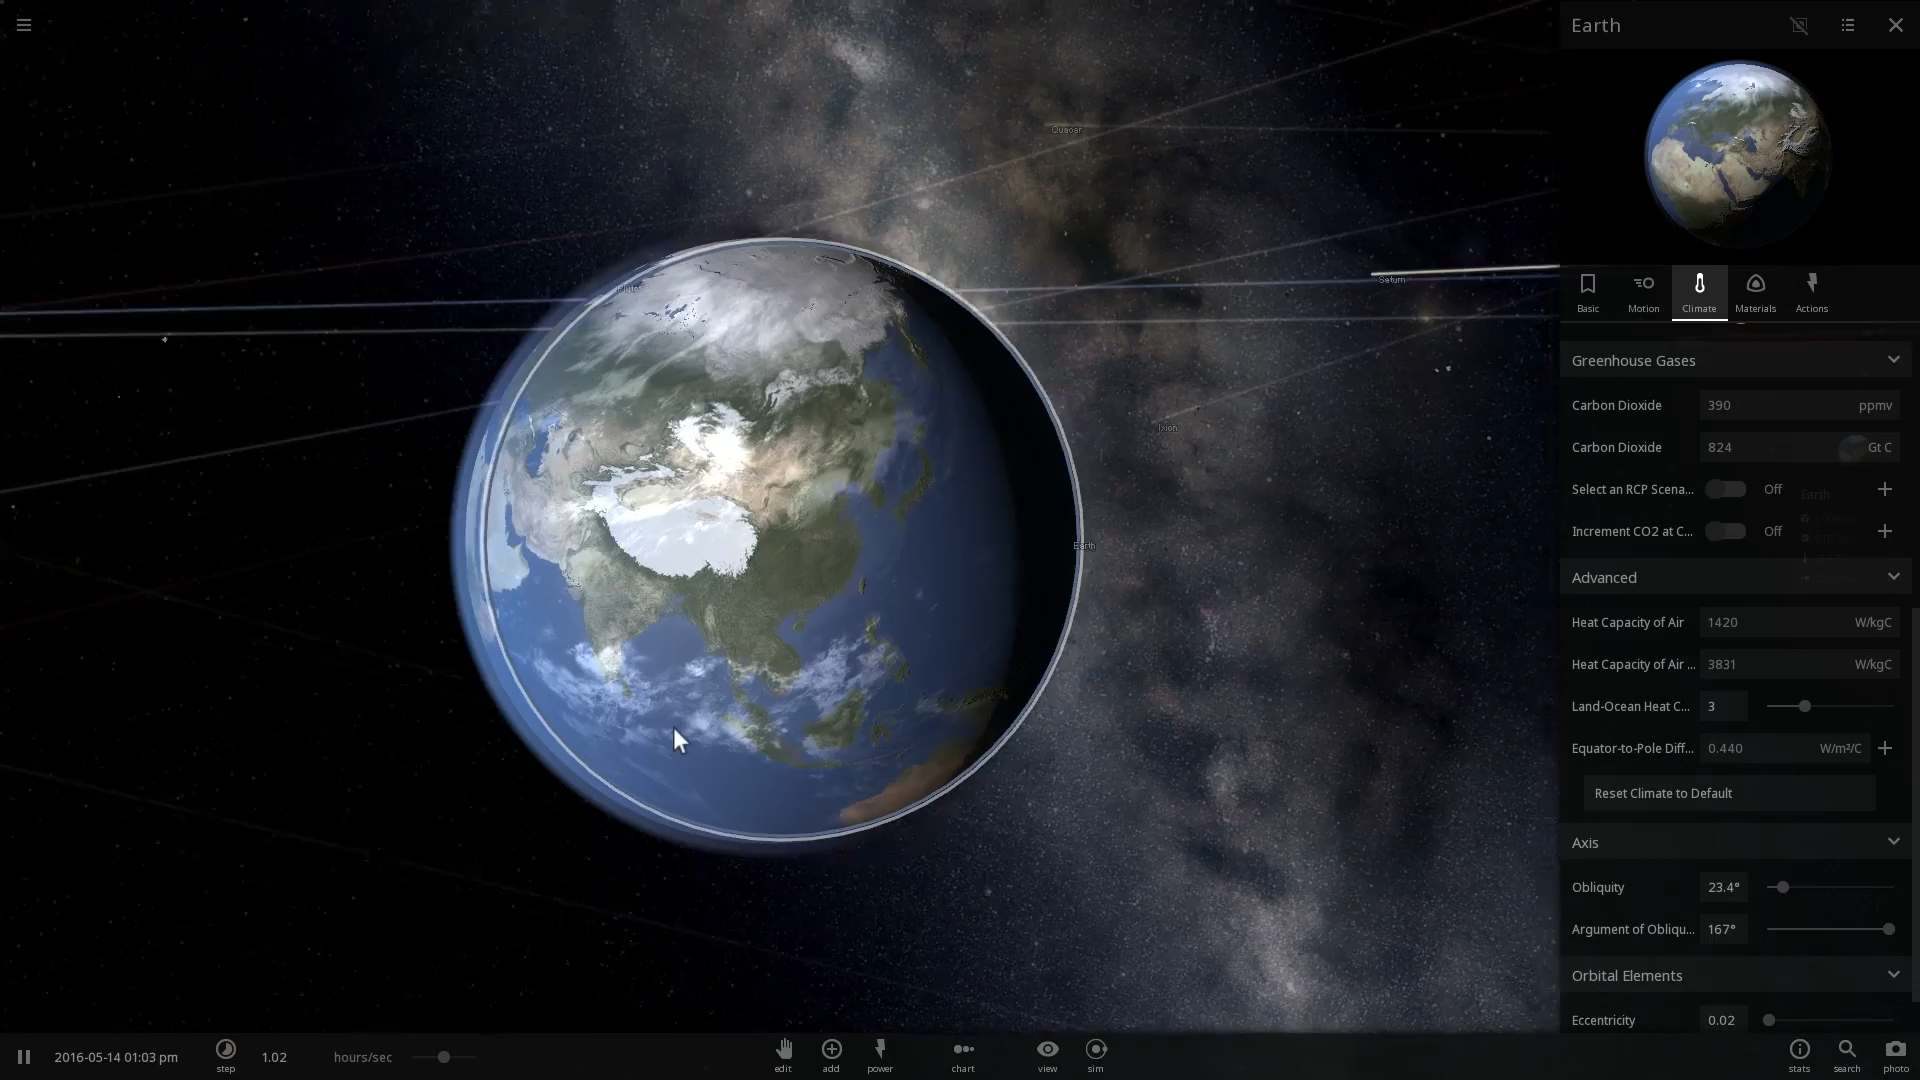 Earth
Quaoar
Pluto
Saturn
Ixion
Earth
Basic
Motion
Climate
Materials
Actions
Greenhouse Gases
Carbon Dioxide 390 ppmv
Carbon Dioxide 824 Gt C
Select an RCP Scena... Off
Earth
Increment CO2 at C... Off
Advanced
Heat Capacity of Air 1420 W/kgC
Heat Capacity of Air ... 3831 W/kgC
Land-Ocean Heat C... 3
Equator-to-Pole Diff... 0.440 W/m²/C
Reset Climate to Default
Axis
Obliquity 23.4°
Argument of Obliqu... 167°
Orbital Elements
Eccentricity 0.02
2016-05-14 01:03 pm
step
1.02 hours/sec
edit
add
power
chart
view
sim
stats
search
photo